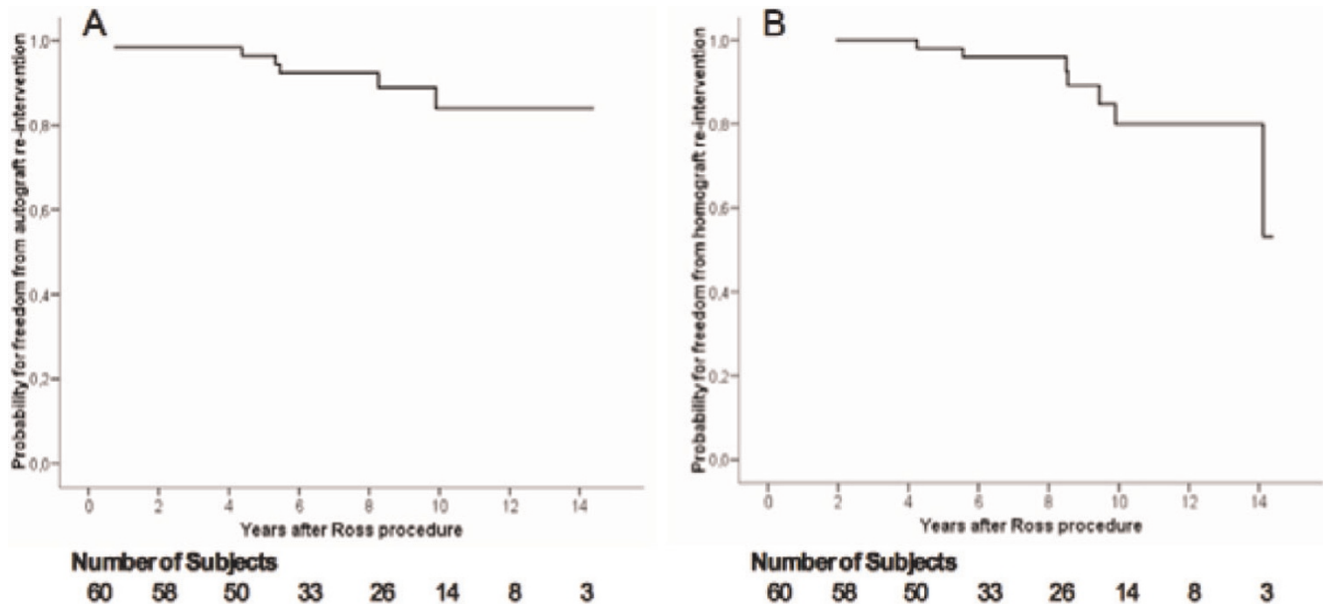 A
Probability for freedom from autograft re-intervention
1,0
0,8
0,6
0,4
0,2
0,0
0 2 4 6 8 10 12 14
Years after Ross procedure
Number of Subjects
60 58 50 33 26 14 8 3
B
Probability for freedom from homograft re-intervention
1,0
0,8
0,6
0,4
0,2
0,0
0 2 4 6 8 10 12 14
Years after Ross procedure
Number of Subjects
60 58 50 33 26 14 8 3